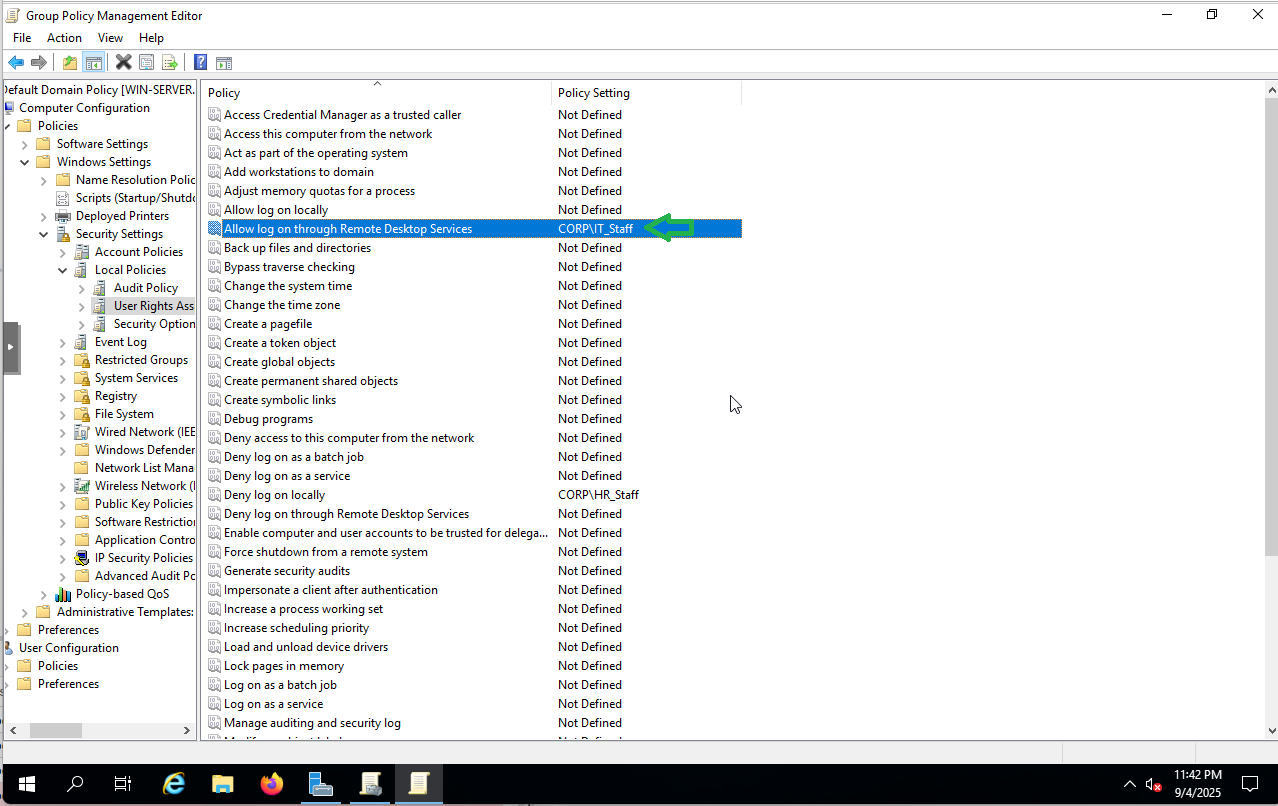 Group Policy Management Editor
File Action View Help
Default Domain Policy [WIN-SERVER.
Computer Configuration
Policies
Software Settings
Windows Settings
Name Resolution Polic
Scripts (Startup/Shutdo
Deployed Printers
Security Settings
Account Policies
Local Policies
Audit Policy
User Rights Ass
Security Option
Event Log
Restricted Groups
System Services
Registry
File System
Wired Network (IEE
Windows Defender
Network List Mana
Wireless Network (I
Public Key Policies
Software Restriction
Application Contro
IP Security Policies
Advanced Audit Po
Policy-based QoS
Administrative Templates:
Preferences
User Configuration
Policies
Preferences
Policy Policy Setting
Access Credential Manager as a trusted caller Not Defined
Access this computer from the network Not Defined
Act as part of the operating system Not Defined
Add workstations to domain Not Defined
Adjust memory quotas for a process Not Defined
Allow log on locally Not Defined
Allow log on through Remote Desktop Services CORP\IT_Staff
Back up files and directories Not Defined
Bypass traverse checking Not Defined
Change the system time Not Defined
Change the time zone Not Defined
Create a pagefile Not Defined
Create a token object Not Defined
Create global objects Not Defined
Create permanent shared objects Not Defined
Create symbolic links Not Defined
Debug programs Not Defined
Deny access to this computer from the network Not Defined
Deny log on as a batch job Not Defined
Deny log on as a service Not Defined
Deny log on locally CORP\HR_Staff
Deny log on through Remote Desktop Services Not Defined
Enable computer and user accounts to be trusted for delega... Not Defined
Force shutdown from a remote system Not Defined
Generate security audits Not Defined
Impersonate a client after authentication Not Defined
Increase a process working set Not Defined
Increase scheduling priority Not Defined
Load and unload device drivers Not Defined
Lock pages in memory Not Defined
Log on as a batch job Not Defined
Log on as a service Not Defined
Manage auditing and security log Not Defined
11:42 PM
9/4/2025